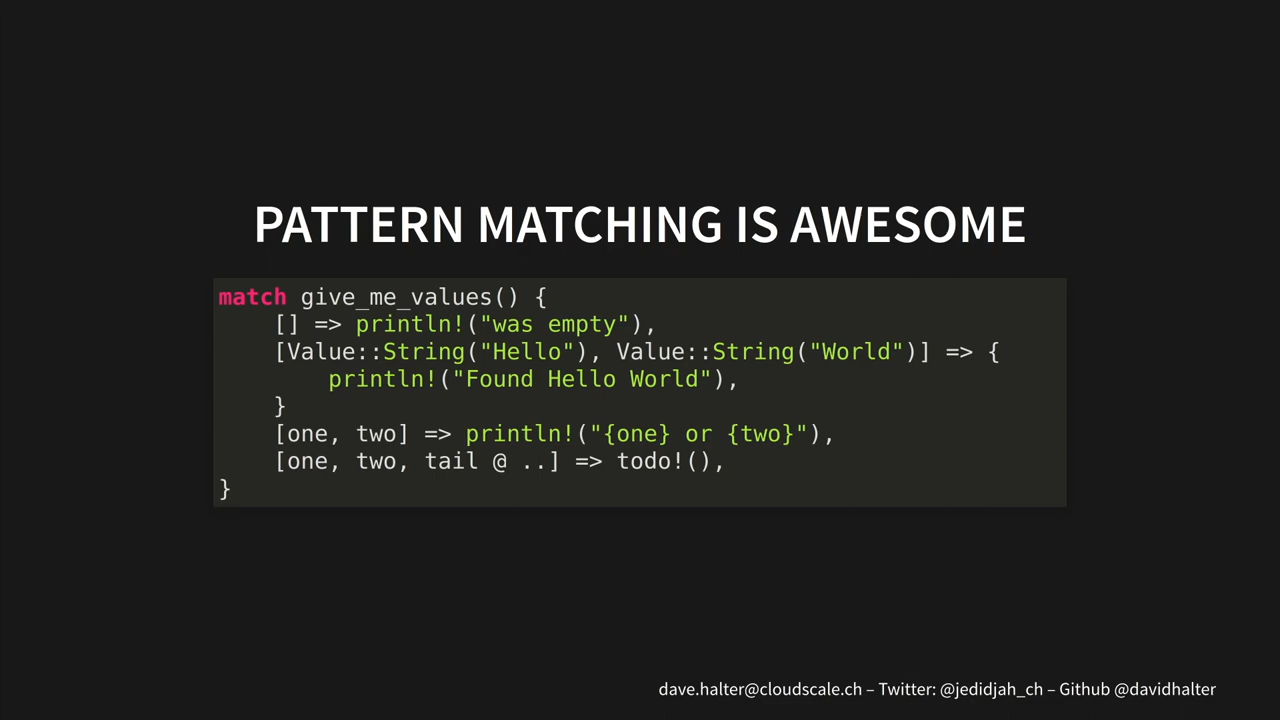 PATTERN MATCHING IS AWESOME
match give_me_values() {
    [] => println!("was empty"),
    [Value::String("Hello"), Value::String("World")] => {
        println!("Found Hello World"),
    }
    [one, two] => println!("{one} or {two}"),
    [one, two, tail @ ..] => todo!(),
}
dave.halter@cloudscale.ch – Twitter: @jedidjah_ch – Github @davidhalter